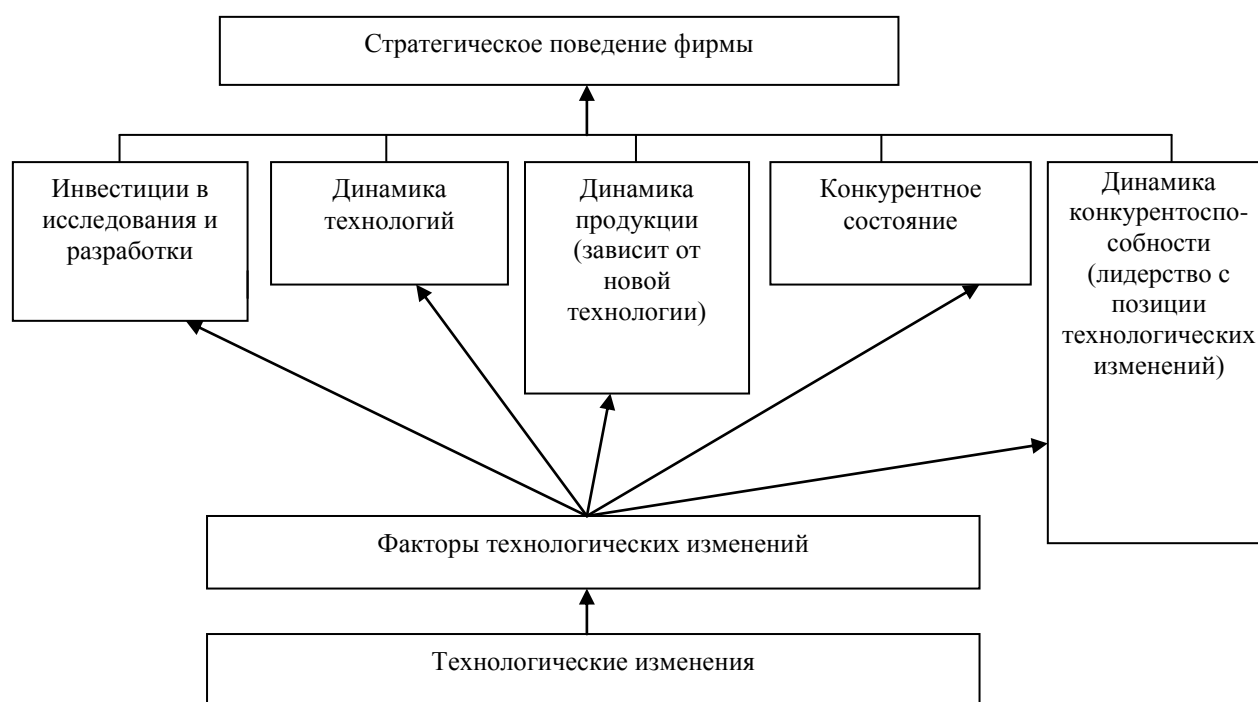 Стратегическое поведение фирмы
Инвестиции в
исследования и
разработки
Динамика
технологий
Динамика
продукции
(зависит от
новой
технологии)
Конкурентное
состояние
Динамика
конкурентоспо-
собности
(лидерство с
позиции
технологических
изменений)
Факторы технологических изменений
Технологические изменения